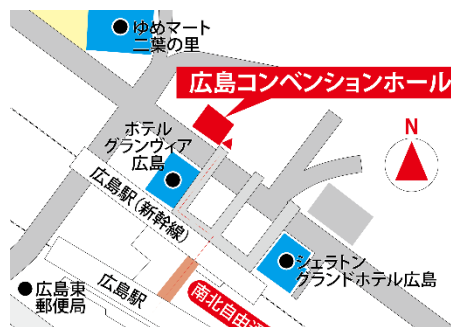 ゆめマート
二葉の里
広島コンベンションホール
N
ホテル
グランヴィア
広島
広島駅（新幹線）
シェラトン
グランドホテル広島
広島東
郵便局
広島駅
南北自由